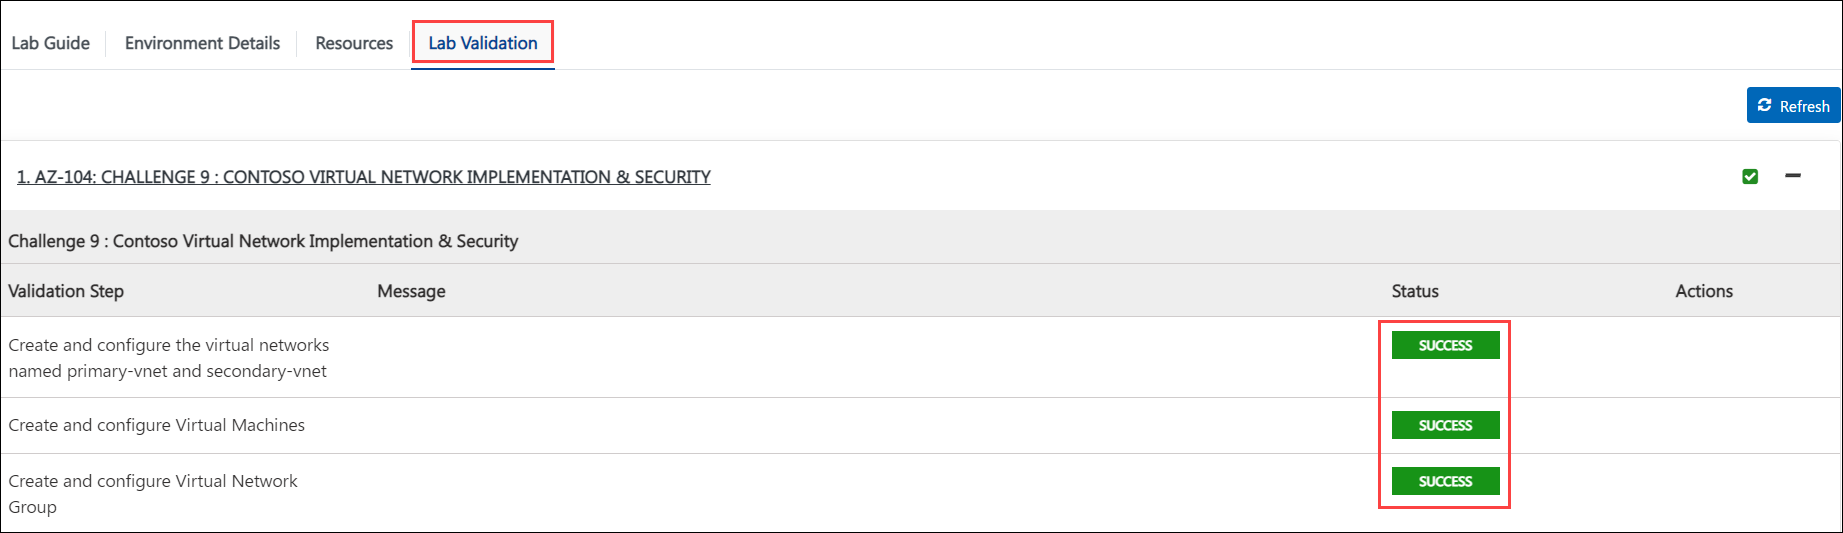 Lab Guide Environment Details Resources Lab Validation
Refresh
1. AZ-104: CHALLENGE 9 : CONTOSO VIRTUAL NETWORK IMPLEMENTATION & SECURITY
Challenge 9 : Contoso Virtual Network Implementation & Security
Validation Step Message Status Actions
Create and configure the virtual networks SUCCESS
named primary-vnet and secondary-vnet
Create and configure Virtual Machines SUCCESS
Create and configure Virtual Network SUCCESS
Group